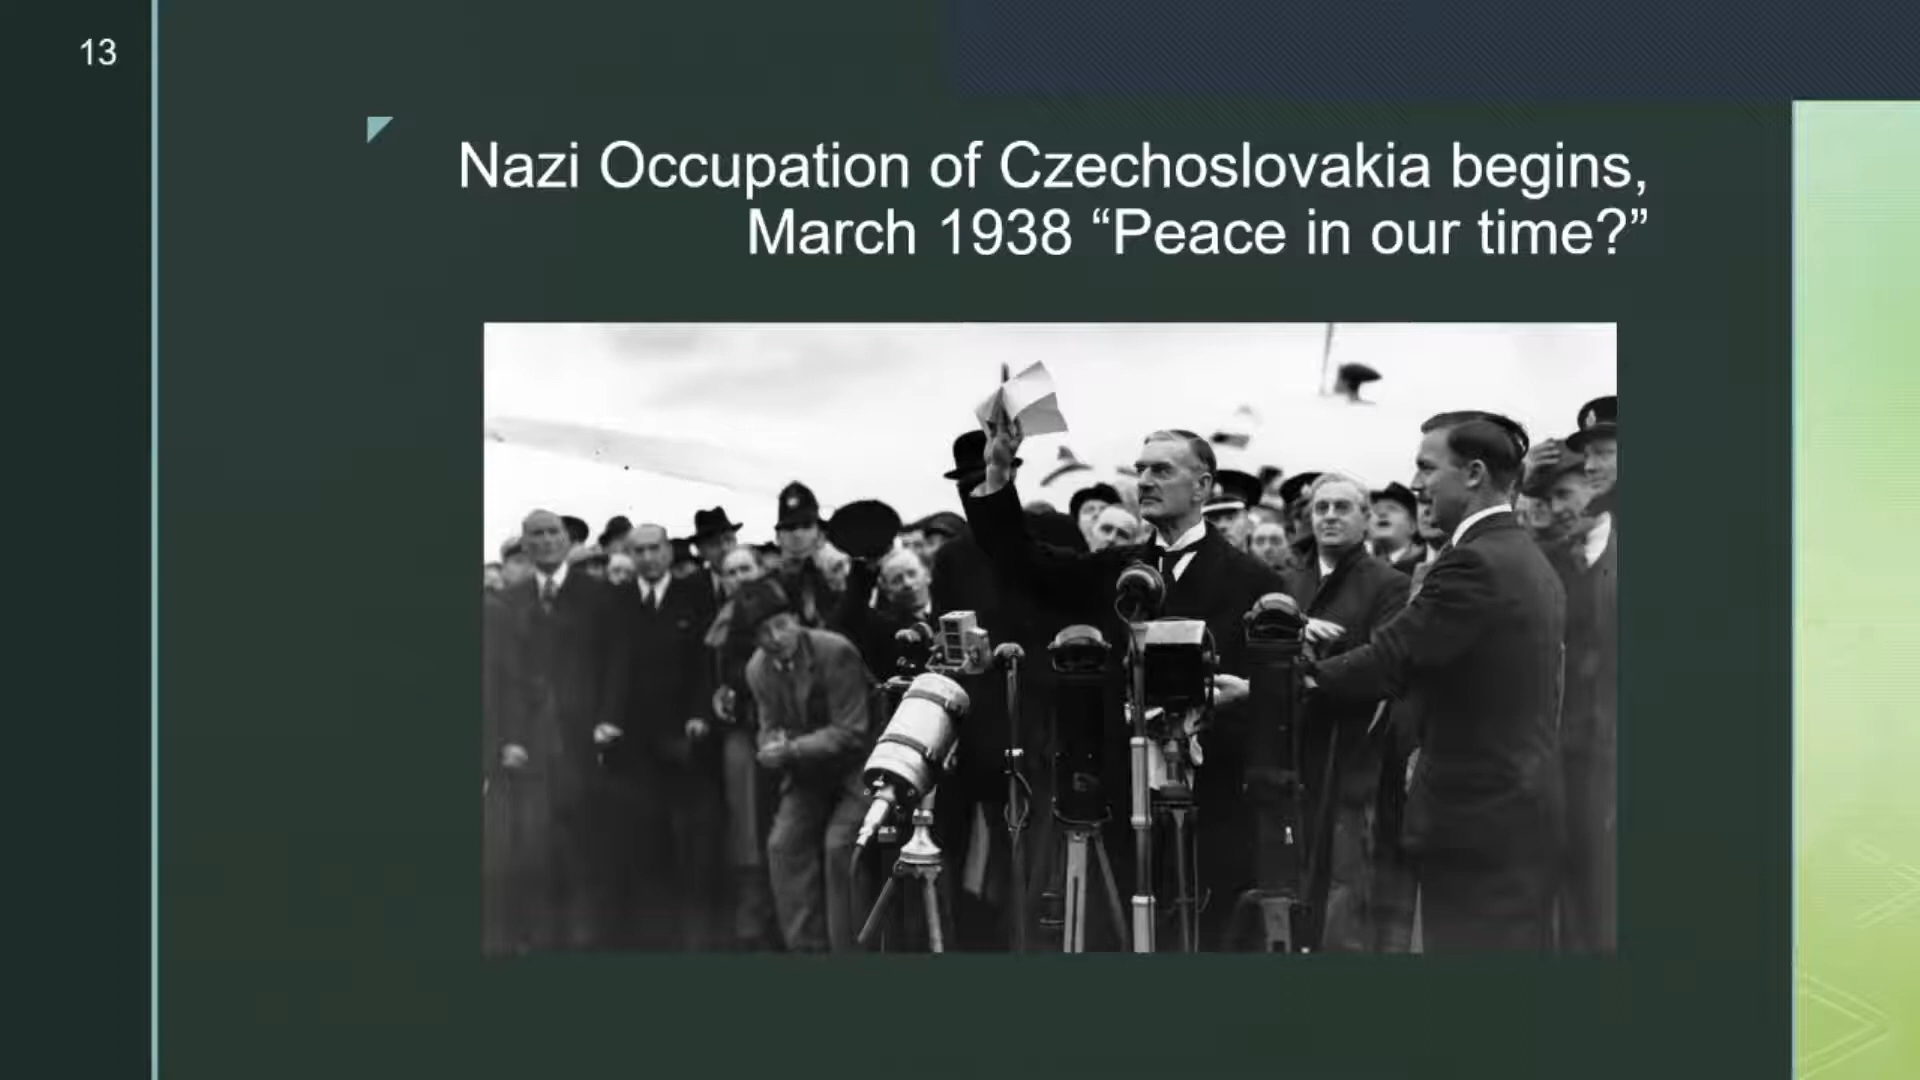 13
Nazi Occupation of Czechoslovakia begins,
March 1938 “Peace in our time?”